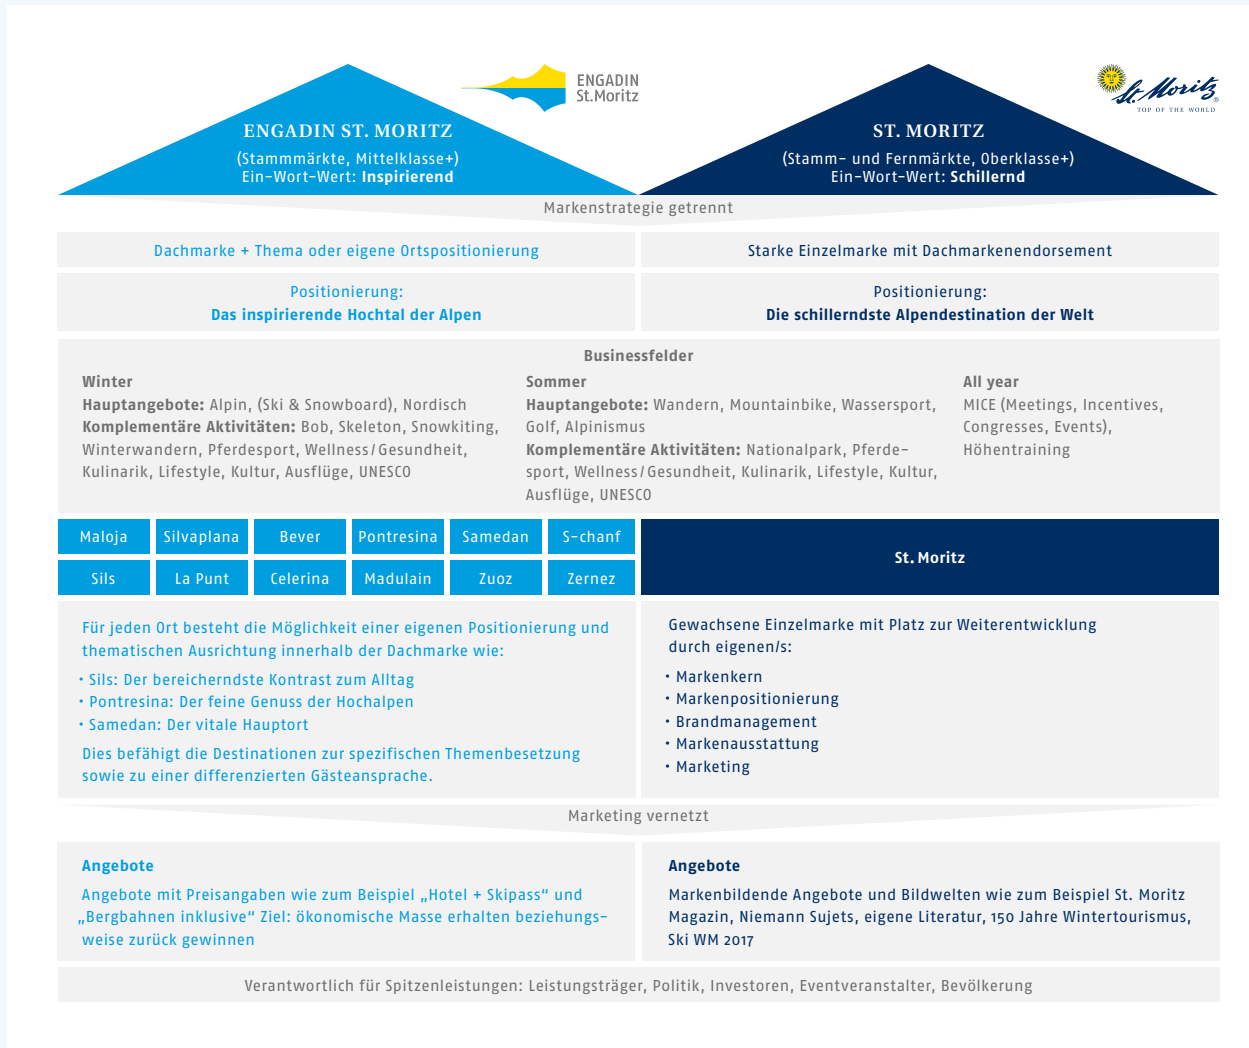 ENGADIN
St.Moritz
St. Moritz®
TOP OF THE WORLD
ENGADIN ST. MORITZ
(Stammmärkte, Mittelklasse+)
Ein-Wort-Wert: Inspirierend
ST. MORITZ
(Stamm- und Fernmärkte, Oberklasse+)
Ein-Wort-Wert: Schillernd
Markenstrategie getrennt
Dachmarke + Thema oder eigene Ortspositionierung
Starke Einzelmarke mit Dachmarkenendorsement
Positionierung:
Das inspirierende Hochtal der Alpen
Positionierung:
Die schillerndste Alpendestination der Welt
Businessfelder
Winter
Hauptangebote: Alpin, (Ski & Snowboard), Nordisch
Komplementäre Aktivitäten: Bob, Skeleton, Snowkiting,
Winterwandern, Pferdesport, Wellness/Gesundheit,
Kulinarik, Lifestyle, Kultur, Ausflüge, UNESCO
Sommer
Hauptangebote: Wandern, Mountainbike, Wassersport,
Golf, Alpinismus
Komplementäre Aktivitäten: Nationalpark, Pferde-
sport, Wellness/Gesundheit, Kulinarik, Lifestyle, Kultur,
Ausflüge, UNESCO
All year
MICE (Meetings, Incentives,
Congresses, Events),
Höhentraining
Maloja
Silvaplana
Bever
Pontresina
Samedan
S-chanf
Sils
La Punt
Celerina
Madulain
Zuoz
Zernez
St. Moritz
Für jeden Ort besteht die Möglichkeit einer eigenen Positionierung und
thematischen Ausrichtung innerhalb der Dachmarke wie:
• Sils: Der bereicherndste Kontrast zum Alltag
• Pontresina: Der feine Genuss der Hochalpen
• Samedan: Der vitale Hauptort
Dies befähigt die Destinationen zur spezifischen Themenbesetzung
sowie zu einer differenzierten Gästeansprache.
Gewachsene Einzelmarke mit Platz zur Weiterentwicklung
durch eigenen/s:
• Markenkern
• Markenpositionierung
• Brandmanagement
• Markenausstattung
• Marketing
Marketing vernetzt
Angebote
Angebote mit Preisangaben wie zum Beispiel „Hotel + Skipass“ und
„Bergbahnen inklusive“ Ziel: ökonomische Masse erhalten beziehungs-
weise zurück gewinnen
Angebote
Markenbildende Angebote und Bildwelten wie zum Beispiel St. Moritz
Magazin, Niemann Sujets, eigene Literatur, 150 Jahre Wintertourismus,
Ski WM 2017
Verantwortlich für Spitzenleistungen: Leistungsträger, Politik, Investoren, Eventveranstalter, Bevölkerung